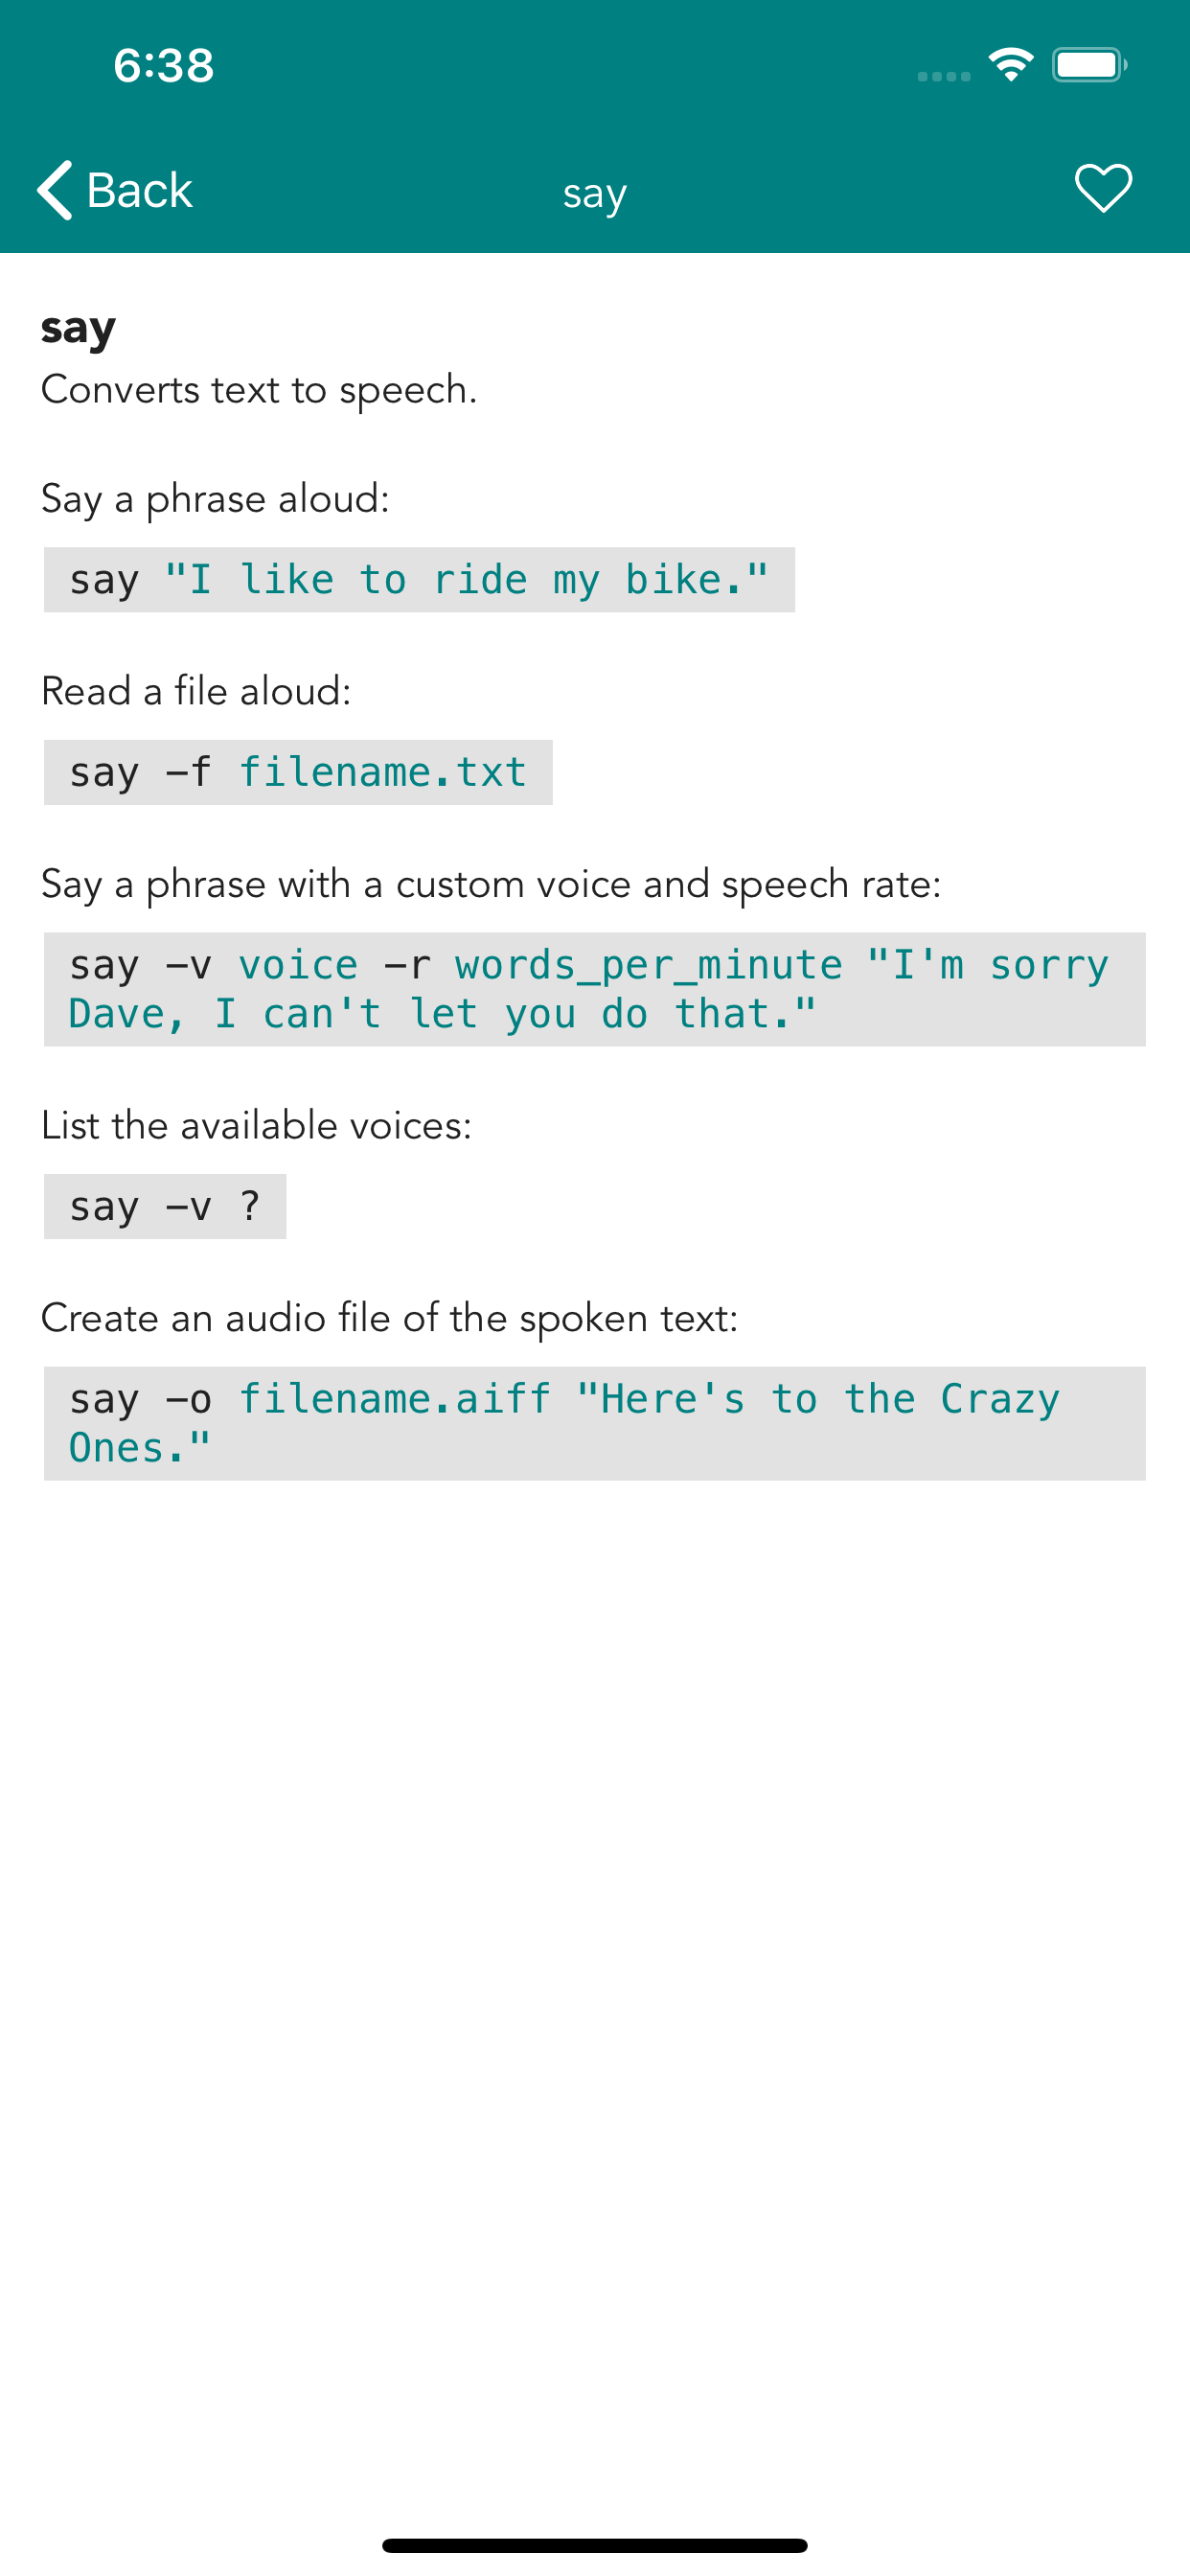 6:38
Back
say
say
Converts text to speech.
Say a phrase aloud:
say "I like to ride my bike."
Read a file aloud:
say -f filename.txt
Say a phrase with a custom voice and speech rate:
say -v voice -r words_per_minute "I'm sorry
Dave, I can't let you do that."
List the available voices:
say -v ?
Create an audio file of the spoken text:
say -o filename.aiff "Here's to the Crazy
Ones."